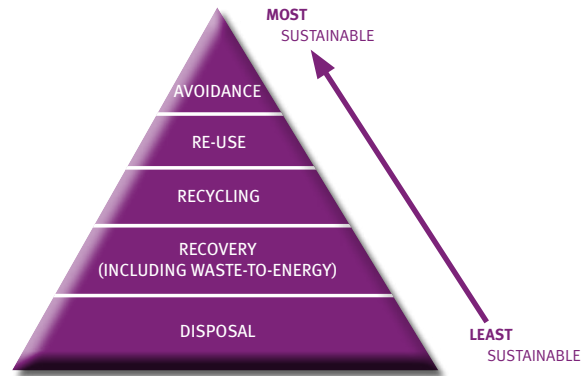 MOST
SUSTAINABLE
AVOIDANCE
RE-USE
RECYCLING
RECOVERY
(INCLUDING WASTE-TO-ENERGY)
DISPOSAL
LEAST
SUSTAINABLE